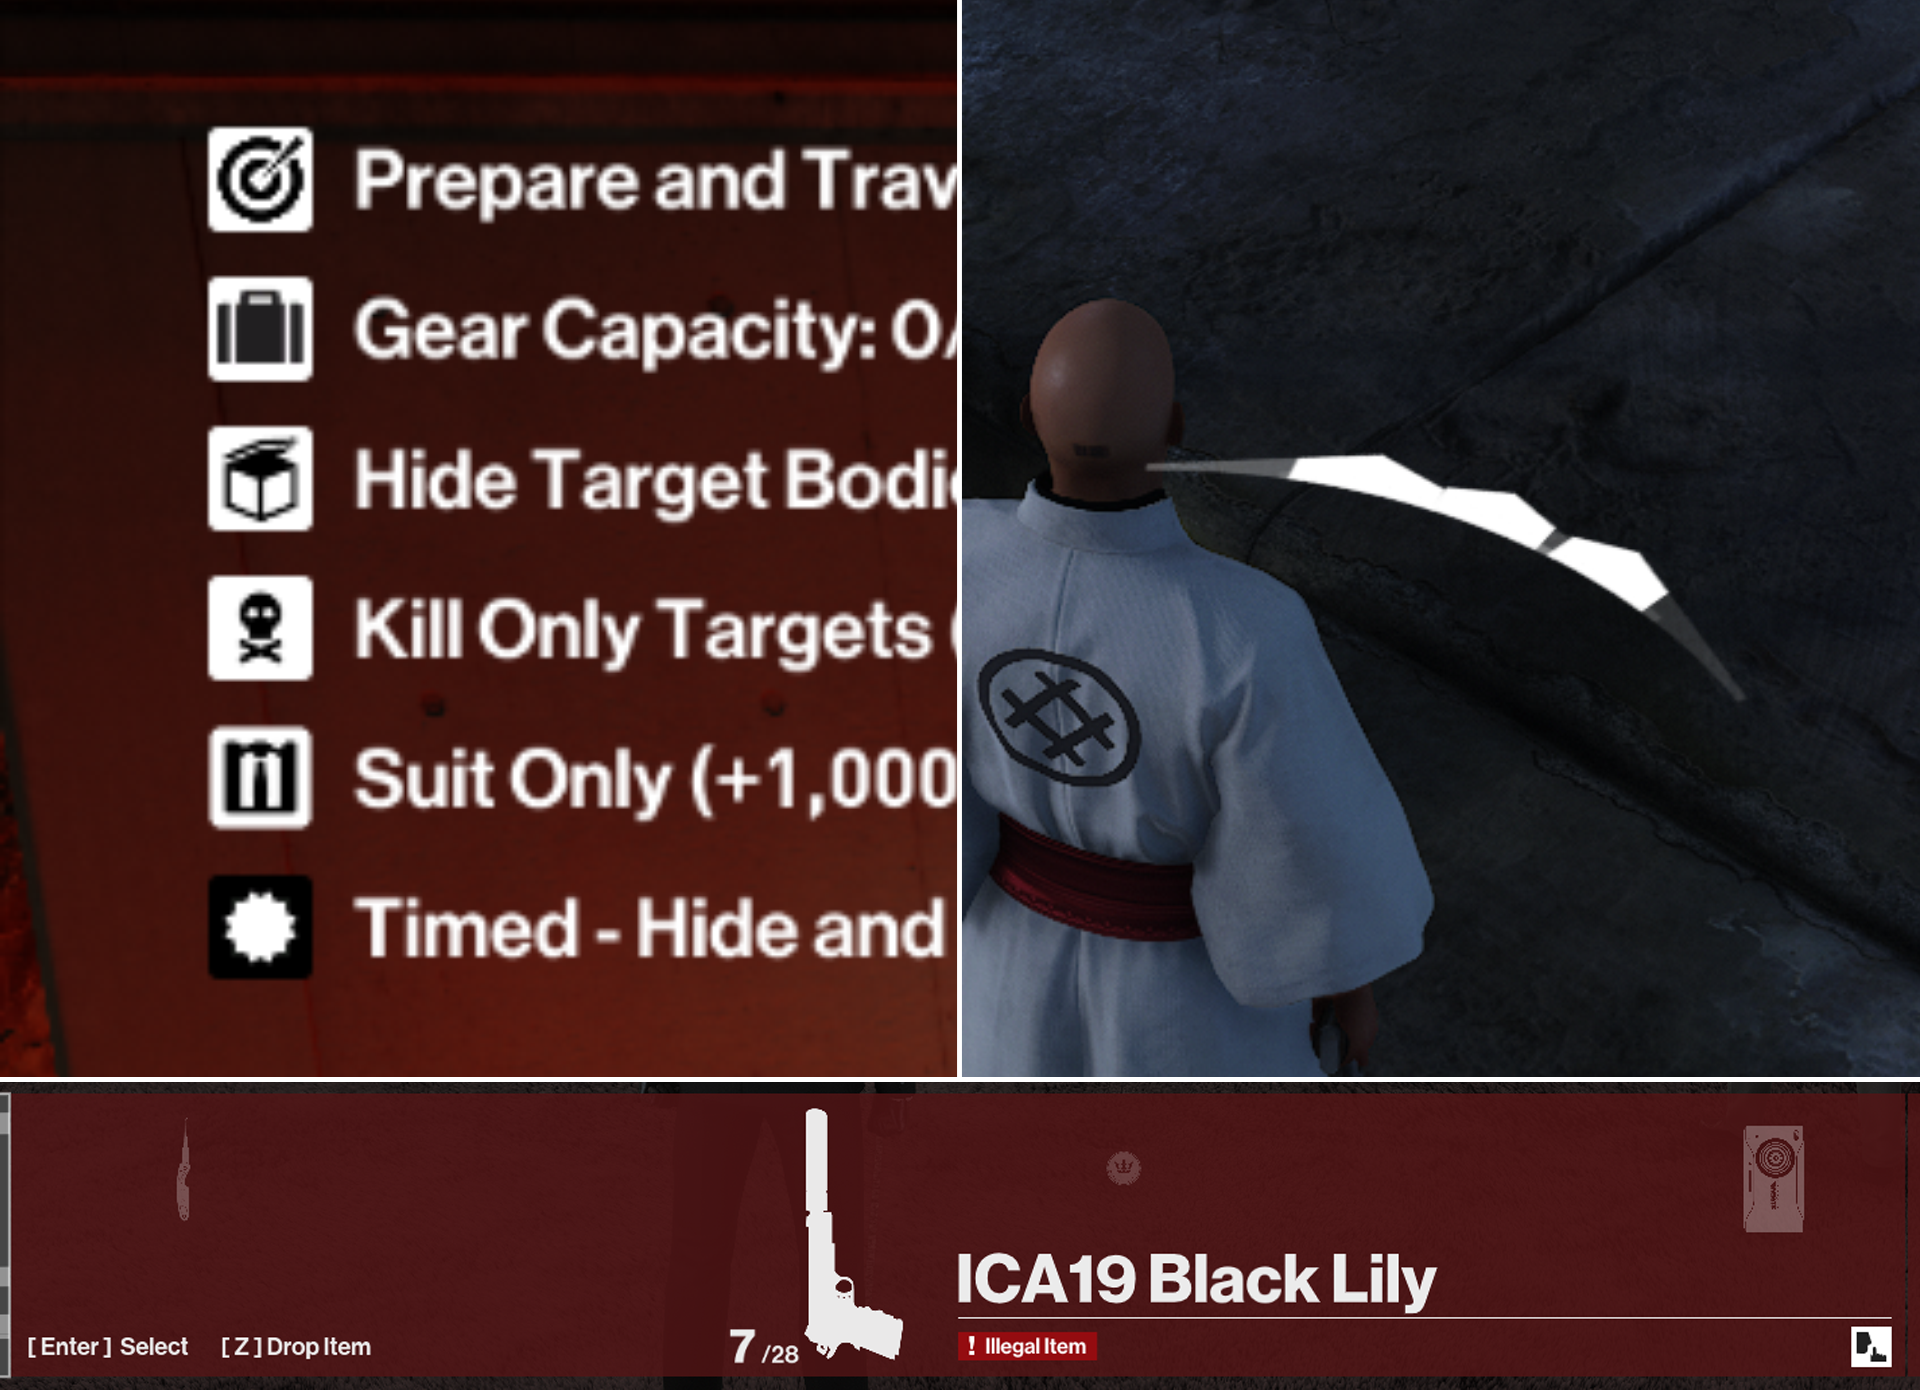 Prepare and Trav
Gear Capacity: 0/
Hide Target Bodi
Kill Only Targets (
Suit Only (+1,000
Timed - Hide and
ICA19 Black Lily
[ Enter ] Select [ Z ] Drop Item
7 /28
! Illegal Item